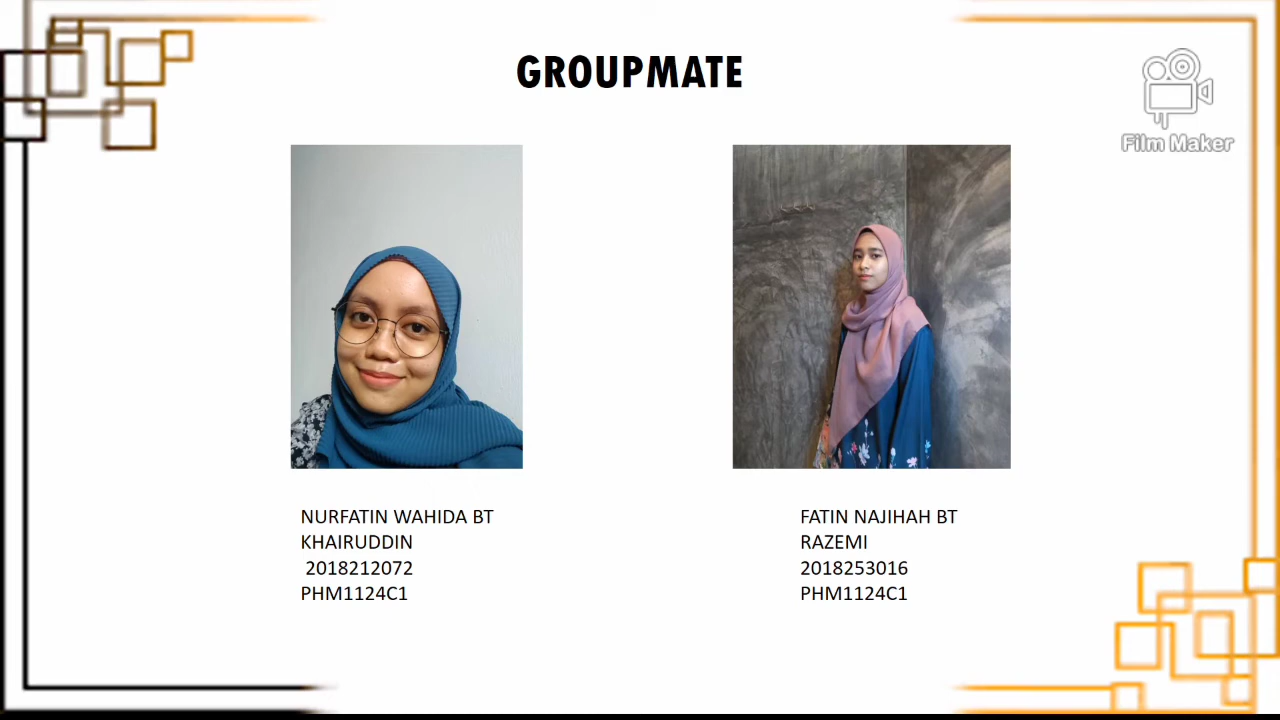 GROUPMATE
Film Maker
NURFATIN WAHIDA BT
KHAIRUDDIN
2018212072
PHM1124C1
FATIN NAJIHAH BT
RAZEMI
2018253016
PHM1124C1